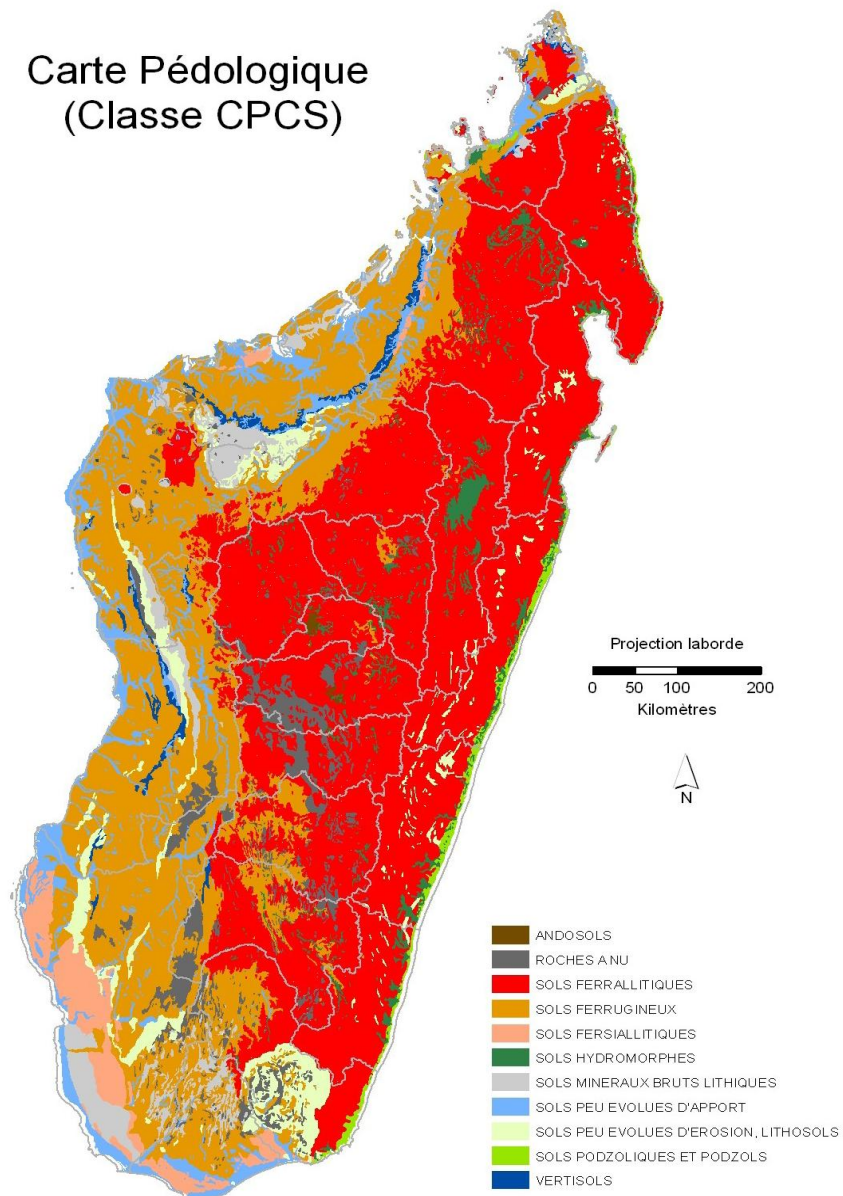 Carte Pédologique
(Classe CPCS)
Projection laborde
0 50 100 200
Kilomètres
N
ANDOSOLS
ROCHES A NU
SOLS FERRALLITIQUES
SOLS FERRUGINEUX
SOLS FERSIALLITIQUES
SOLS HYDROMORPHES
SOLS MINERAUX BRUTS LITHIQUES
SOLS PEU EVOLUES D'APPORT
SOLS PEU EVOLUES D'EROSION, LITHOSOLS
SOLS PODZOLIQUES ET PODZOLS
VERTISOLS